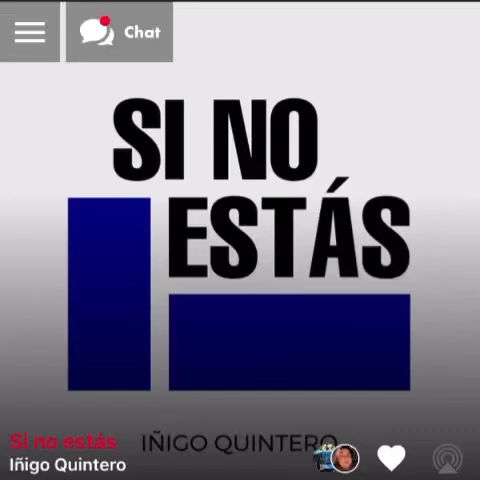 Chat
SI NO
ESTÁS
Si no estás
IÑIGO QUINTERO
Iñigo Quintero